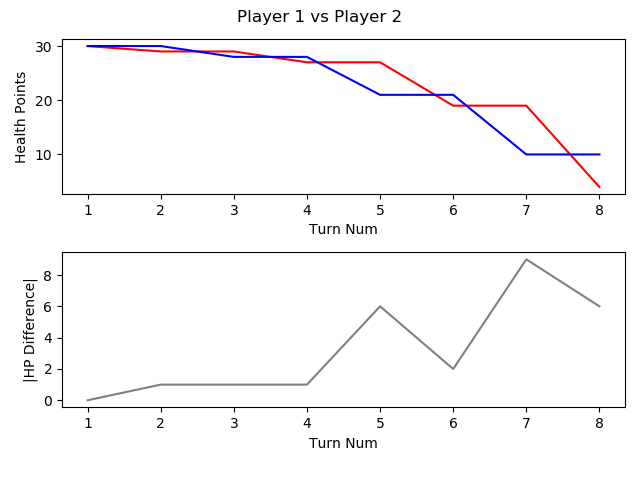 Player 1 vs Player 2
30
20
10
Health Points
1 2 3 4 5 6 7 8
Turn Num
8
6
4
2
0
|HP Difference|
1 2 3 4 5 6 7 8
Turn Num